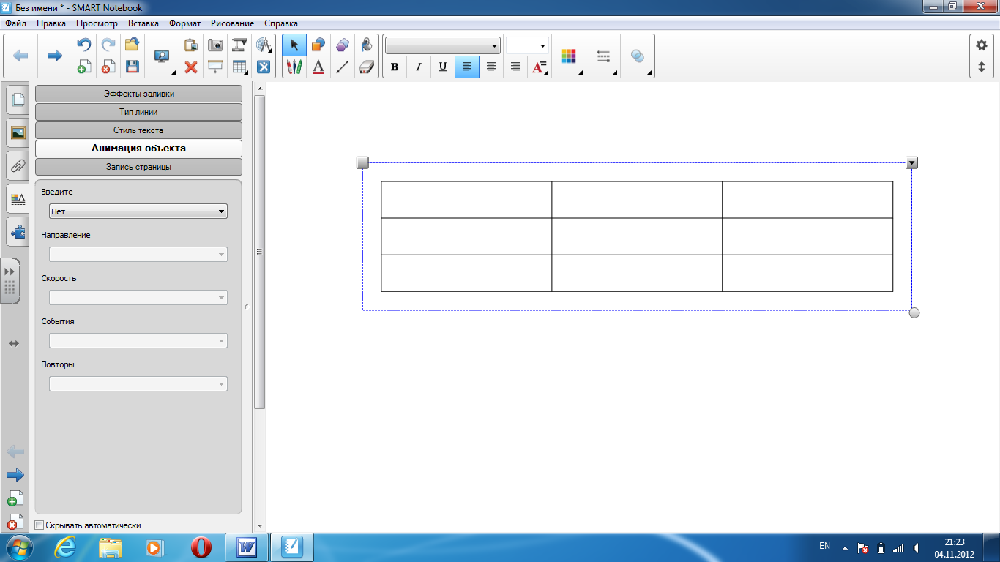 Без имени * - SMART Notebook
Файл Правка Просмотр Вставка Формат Рисование Справка
B I U
Эффекты заливки
Тип линии
Стиль текста
Анимация объекта
Запись страницы
Введите
Нет
Направление
-
Скорость
События
Повторы
Скрывать автоматически
EN
21:23
04.11.2012